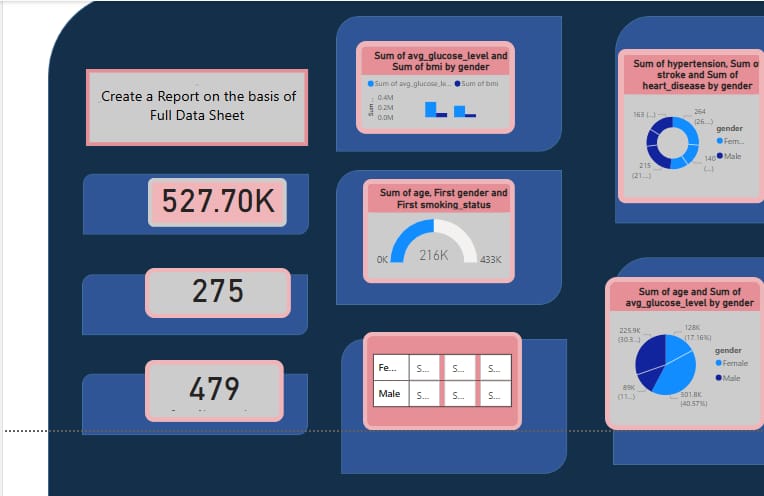 Create a Report on the basis of
Full Data Sheet
527.70K
275
479
Sum of avg_glucose_level and
Sum of bmi by gender
Sum of avg_glucose_le... Sum of bmi
Sum...
0.4M
0.2M
0.0M
Sum of age, First gender and
First smoking_status
0K
216K
433K
Fe... S... S... S...
Male S... S... S...
Sum of hypertension, Sum o
stroke and Sum of
heart_disease by gender
163 (...)
264
(26...)
gender
Fem...
Male
140
(...)
215
(21...)
Sum of age and Sum of
avg_glucose_level by gender
225.9K
(30.3...)
128K
(17.16%)
gender
Female
Male
89K
(11...)
301.8K
(40.57%)